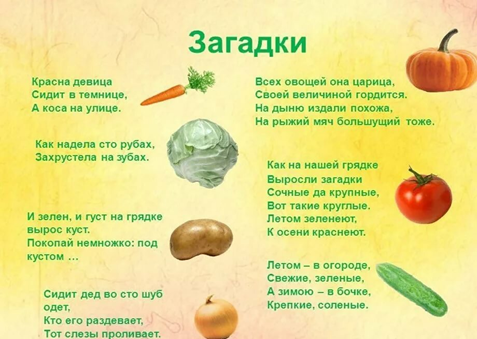 Загадки
Красна девица
Сидит в темнице,
А коса на улице.
Как надела сто рубах,
Захрустела на зубах.
И зелен, и густ на грядке
вырос куст.
Покопай немножко: под
кустом …
Сидит дед во сто шуб
одет,
Кто его раздевает,
Тот слезы проливает.
Всех овощей она царица,
Своей величиной гордится.
На дыню издали похожа,
На рыжий мяч большущий тоже.
Как на нашей грядке
Выросли загадки
Сочные да крупные,
Вот такие круглые.
Летом зеленеют,
К осени краснеют.
Летом – в огороде,
Свежие, зеленые,
А зимою – в бочке,
Крепкие, соленые.